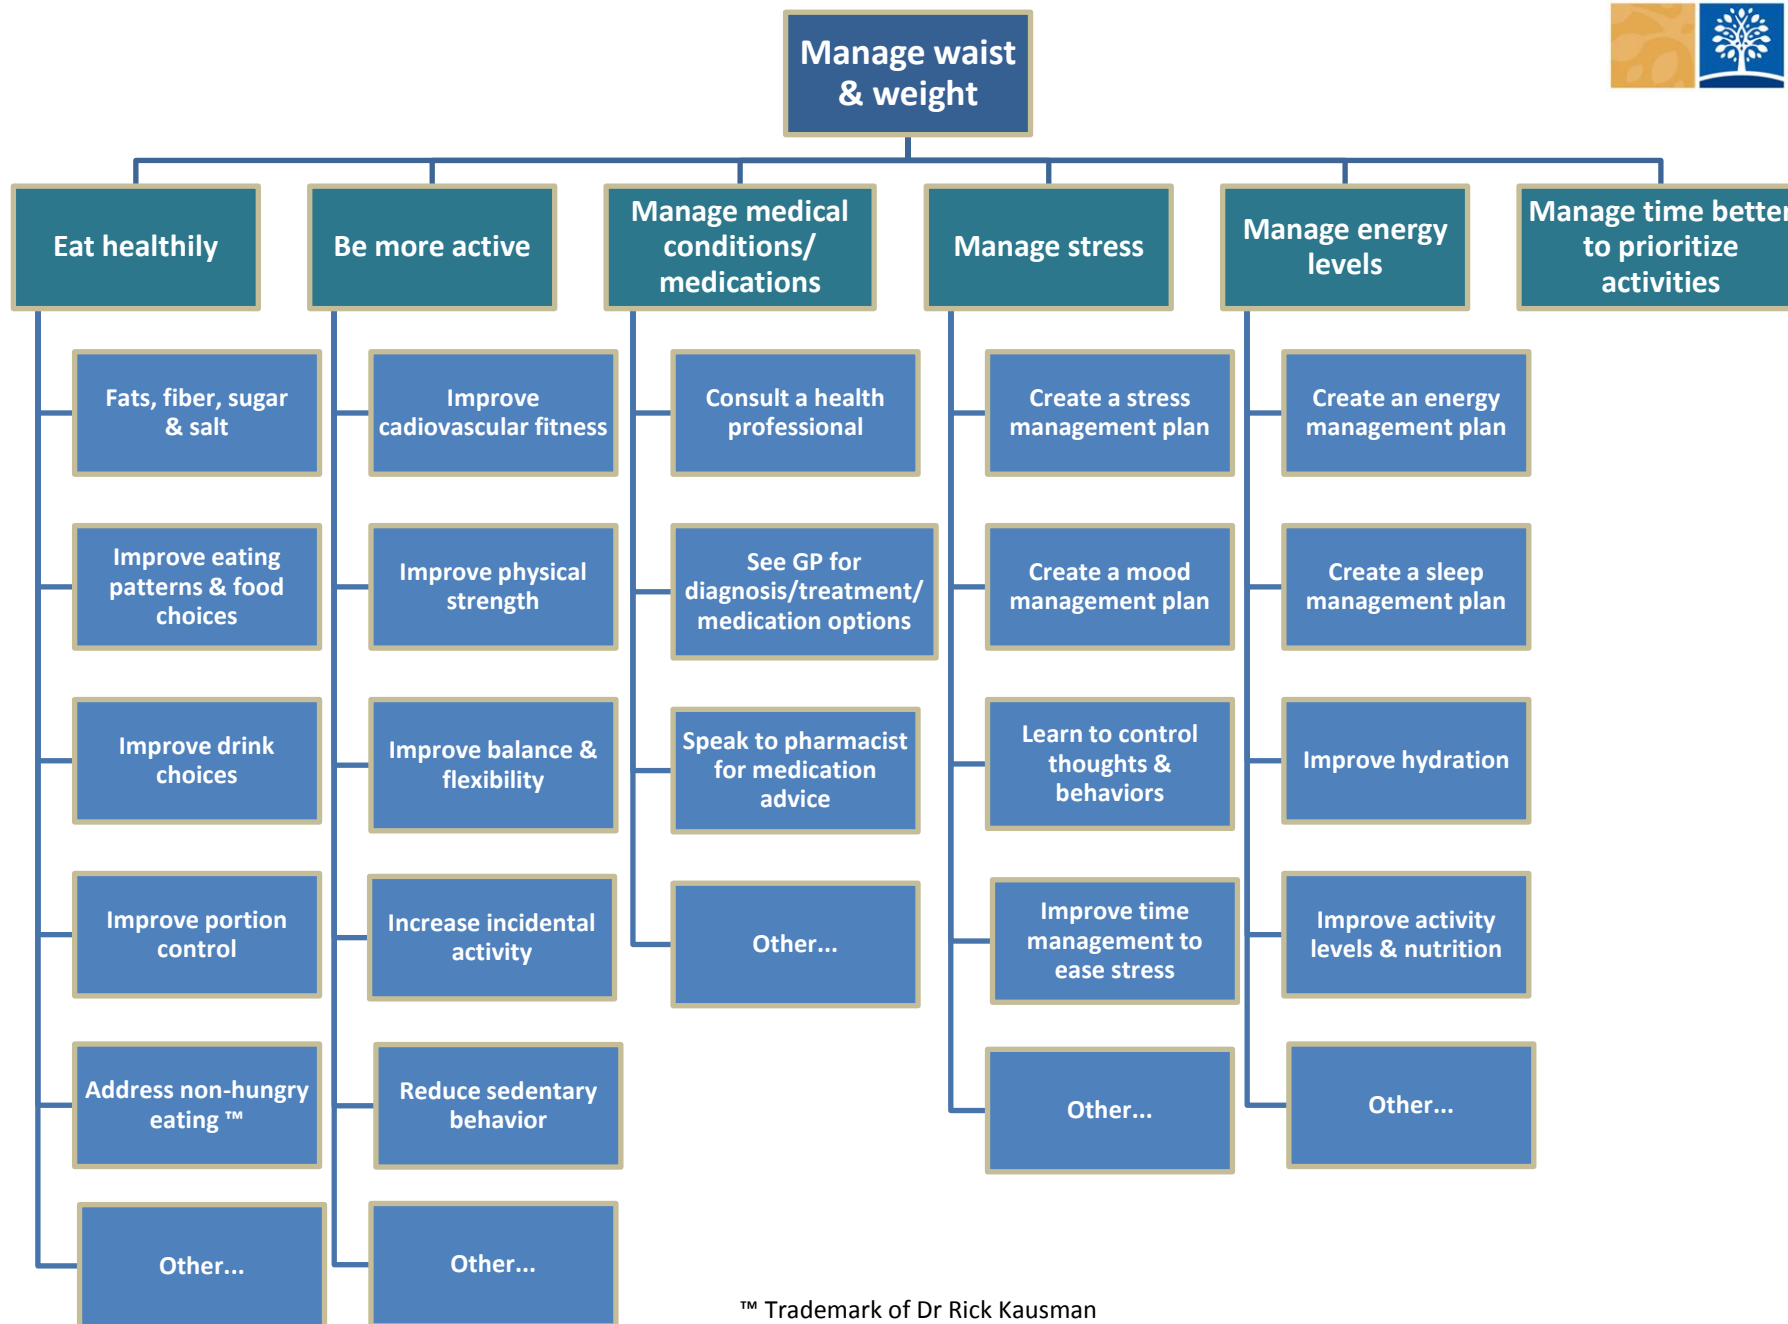 Manage waist
& weight
Eat healthily
Fats, fiber, sugar
& salt
Improve eating
patterns & food
choices
Improve drink
choices
Improve portion
control
Address non-hungry
eating ™
Other...
Be more active
Improve
cadiovascular fitness
Improve physical
strength
Improve balance &
flexibility
Increase incidental
activity
Reduce sedentary
behavior
Other...
Manage medical
conditions/
medications
Consult a health
professional
See GP for
diagnosis/treatment/
medication options
Speak to pharmacist
for medication
advice
Other...
Manage stress
Create a stress
management plan
Create a mood
management plan
Learn to control
thoughts &
behaviors
Improve time
management to
ease stress
Other...
Manage energy
levels
Create an energy
management plan
Create a sleep
management plan
Improve hydration
Improve activity
levels & nutrition
Other...
Manage time better
to prioritize
activities
™ Trademark of Dr Rick Kausman